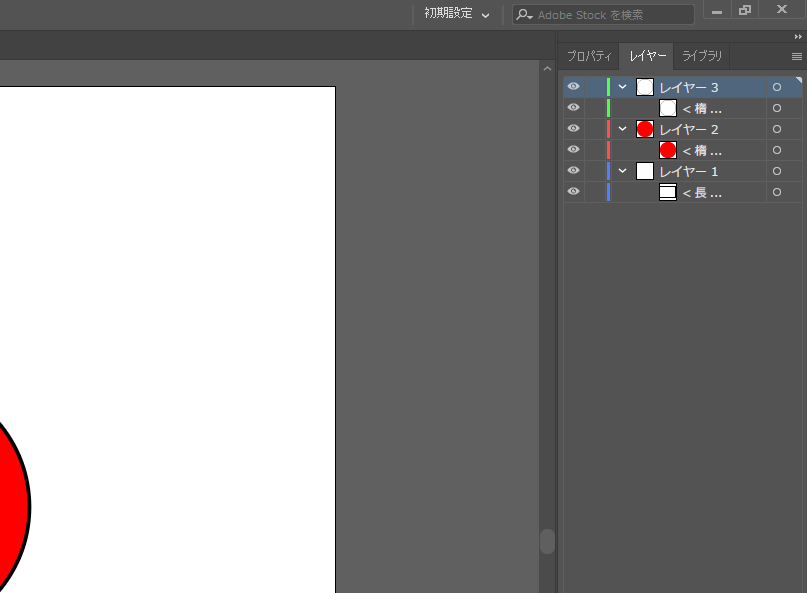 初期設定
Adobe Stock を検索
プロパティ レイヤー ライブラリ
レイヤー 3
< 楕 ...
レイヤー 2
< 楕 ...
レイヤー 1
< 長 ...